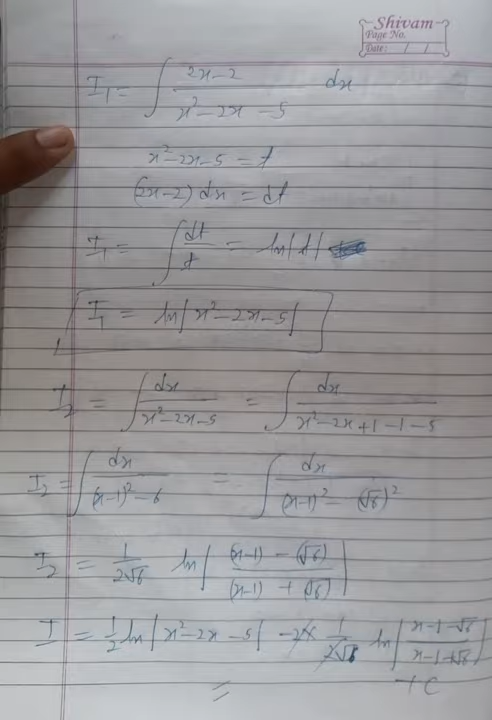 Shivam
Page No.
Date: / /
I₁ = ∫ (2x-2)/(x²-2x-5) dx
x²-2x-5 = t
(2x-2) dx = dt
I₁ = ∫ dt/t = ln|t|
I₁ = ln|x²-2x-5|
I₂ = ∫ dx/(x²-2x-5) = ∫ dx/(x²-2x+1-1-5)
I₂ = ∫ dx/((x-1)²-6) = ∫ dx/((x-1)²-(√6)²)
I₂ = 1/(2√6) ln|((x-1)-(√6))/((x-1)+(√6))|
I = 1/2 ln|x²-2x-5| - 2× 1/(2√6) ln|(x-1-√6)/(x-1+√6)|
+C